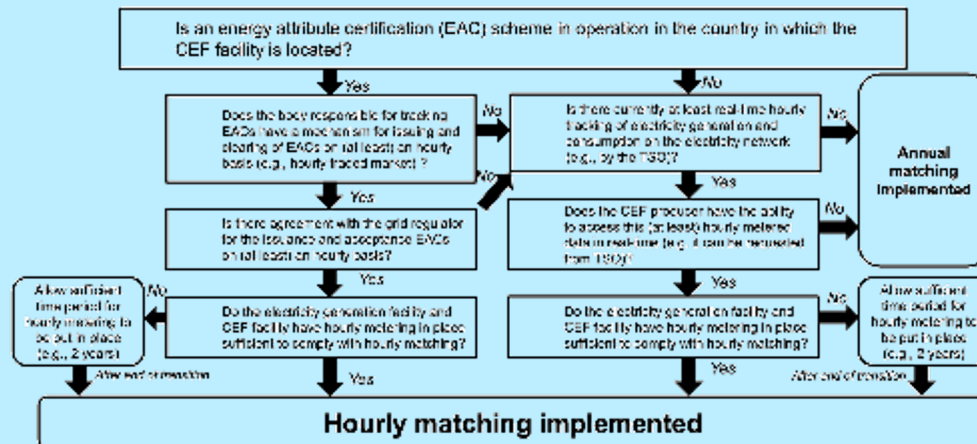 Is an energy attribute certification (EAC) scheme in operation in the country in which the
CEF facility is located?
Yes
No
Does the body responsible for tracking
EACs have a mechanism for issuing and
clearing of EACs on (at least) an hourly
basis (e.g., hourly traded market) ?
No
Is there currently at least real-time hourly
tracking of electricity generation and
consumption on the electricity network
(e.g., by the TSO)?
No
Annual
matching
implemented
No
Yes
Yes
Is there agreement with the grid regulator
for the issuance and acceptance EACs
on (at least) an hourly basis?
Does the CEF producer have the ability
to access this (at least) hourly metered
data in real-time (e.g. it can be requested
from TSO)?
No
Yes
Yes
Allow sufficient
time period for
hourly metering to
be put in place
(e.g., 2 years)
No
Do the electricity generation facility and
CEF facility have hourly metering in place
sufficient to comply with hourly matching?
Do the electricity generation facility and
CEF facility have hourly metering in place
sufficient to comply with hourly matching?
No
Allow sufficient
time period for
hourly metering to
be put in place
(e.g., 2 years)
After end of transition
Yes
Yes
After end of transition
Hourly matching implemented